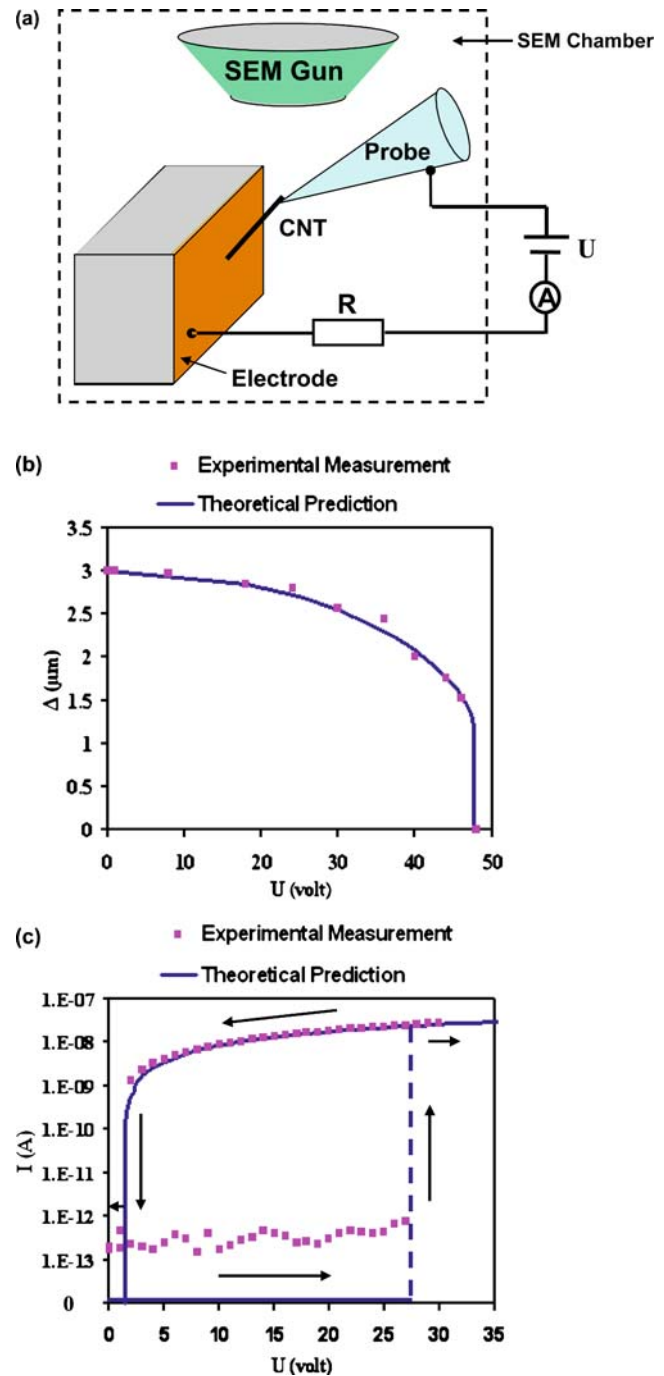 (a)
SEM Chamber
SEM Gun
Probe
CNT
U
A
R
Electrode
(b)
Experimental Measurement
Theoretical Prediction
3.5
3
2.5
2
1.5
1
0.5
0
Δ (μm)
0 10 20 30 40 50
U (volt)
(c)
Experimental Measurement
Theoretical Prediction
1.E-07
1.E-08
1.E-09
1.E-10
1.E-11
1.E-12
1.E-13
0
I (A)
0 5 10 15 20 25 30 35
U (volt)